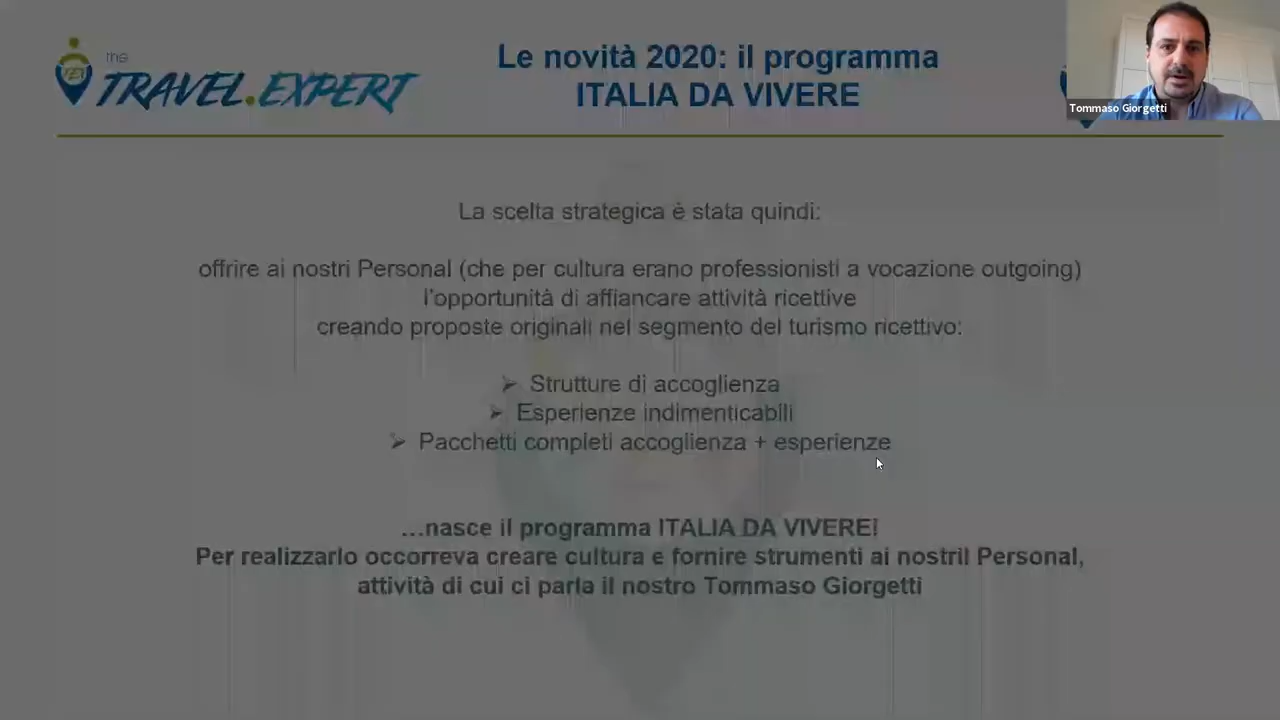 the
TEX
TRAVEL.EXPERT
Le novità 2020: il programma
ITALIA DA VIVERE
Tommaso Giorgetti
La scelta strategica è stata quindi:
offrire ai nostri Personal (che per cultura erano professionisti a vocazione outgoing)
l'opportunità di affiancare attività ricettive
creando proposte originali nel segmento del turismo ricettivo:
➢ Strutture di accoglienza
➢ Esperienze indimenticabili
➢ Pacchetti completi accoglienza + esperienze
…nasce il programma ITALIA DA VIVERE!
Per realizzarlo occorreva creare cultura e fornire strumenti ai nostril Personal,
attività di cui ci parla il nostro Tommaso Giorgetti